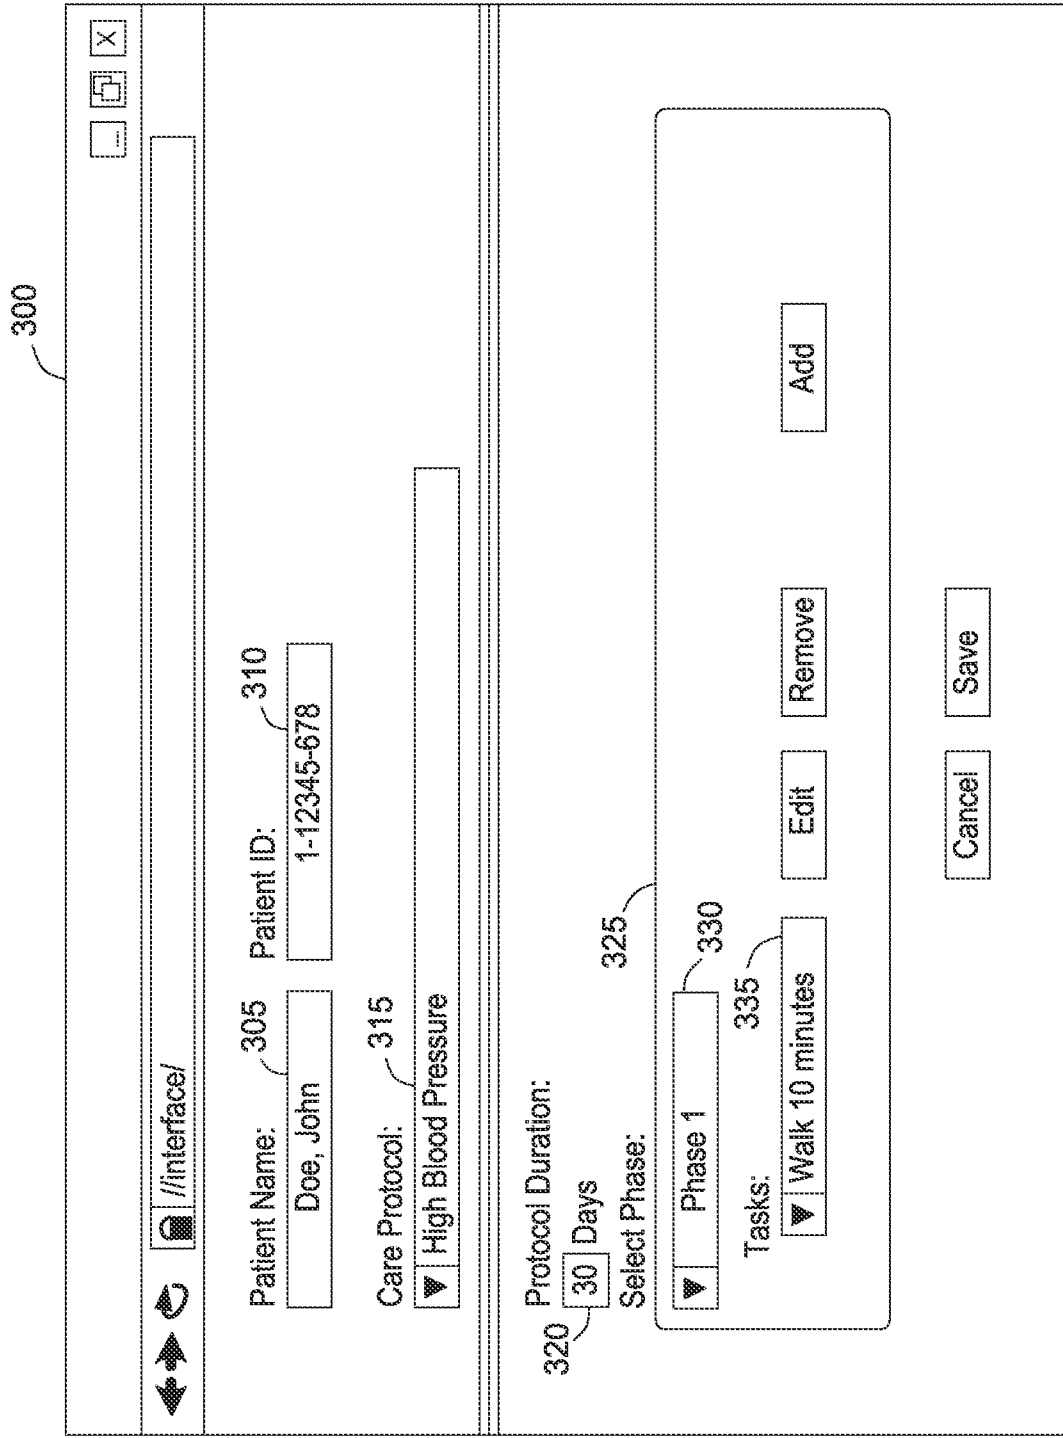 300
_ X
//interface/
Patient Name: Patient ID:
305 310
Doe, John 1-12345-678
Care Protocol:
315
High Blood Pressure
Protocol Duration:
320 30 Days
Select Phase:
325
Phase 1
330
Tasks:
335
Walk 10 minutes Edit Remove Add
Cancel Save